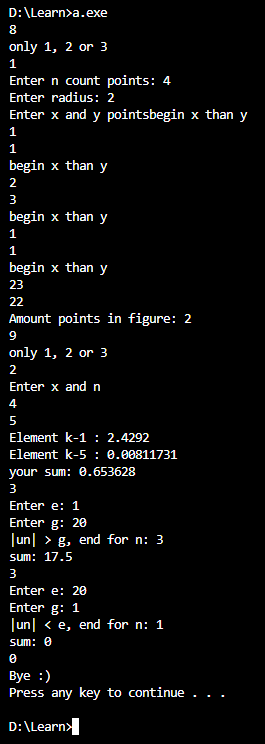 D:\Learn>a.exe
8
only 1, 2 or 3
1
Enter n count points: 4
Enter radius: 2
Enter x and y pointsbegin x than y
1
1
begin x than y
2
3
begin x than y
1
1
begin x than y
23
22
Amount points in figure: 2
9
only 1, 2 or 3
2
Enter x and n
4
5
Element k-1 : 2.4292
Element k-5 : 0.00811731
your sum: 0.653628
3
Enter e: 1
Enter g: 20
|un| > g, end for n: 3
sum: 17.5
3
Enter e: 20
Enter g: 1
|un| < e, end for n: 1
sum: 0
0
Bye :)
Press any key to continue . . .
D:\Learn>